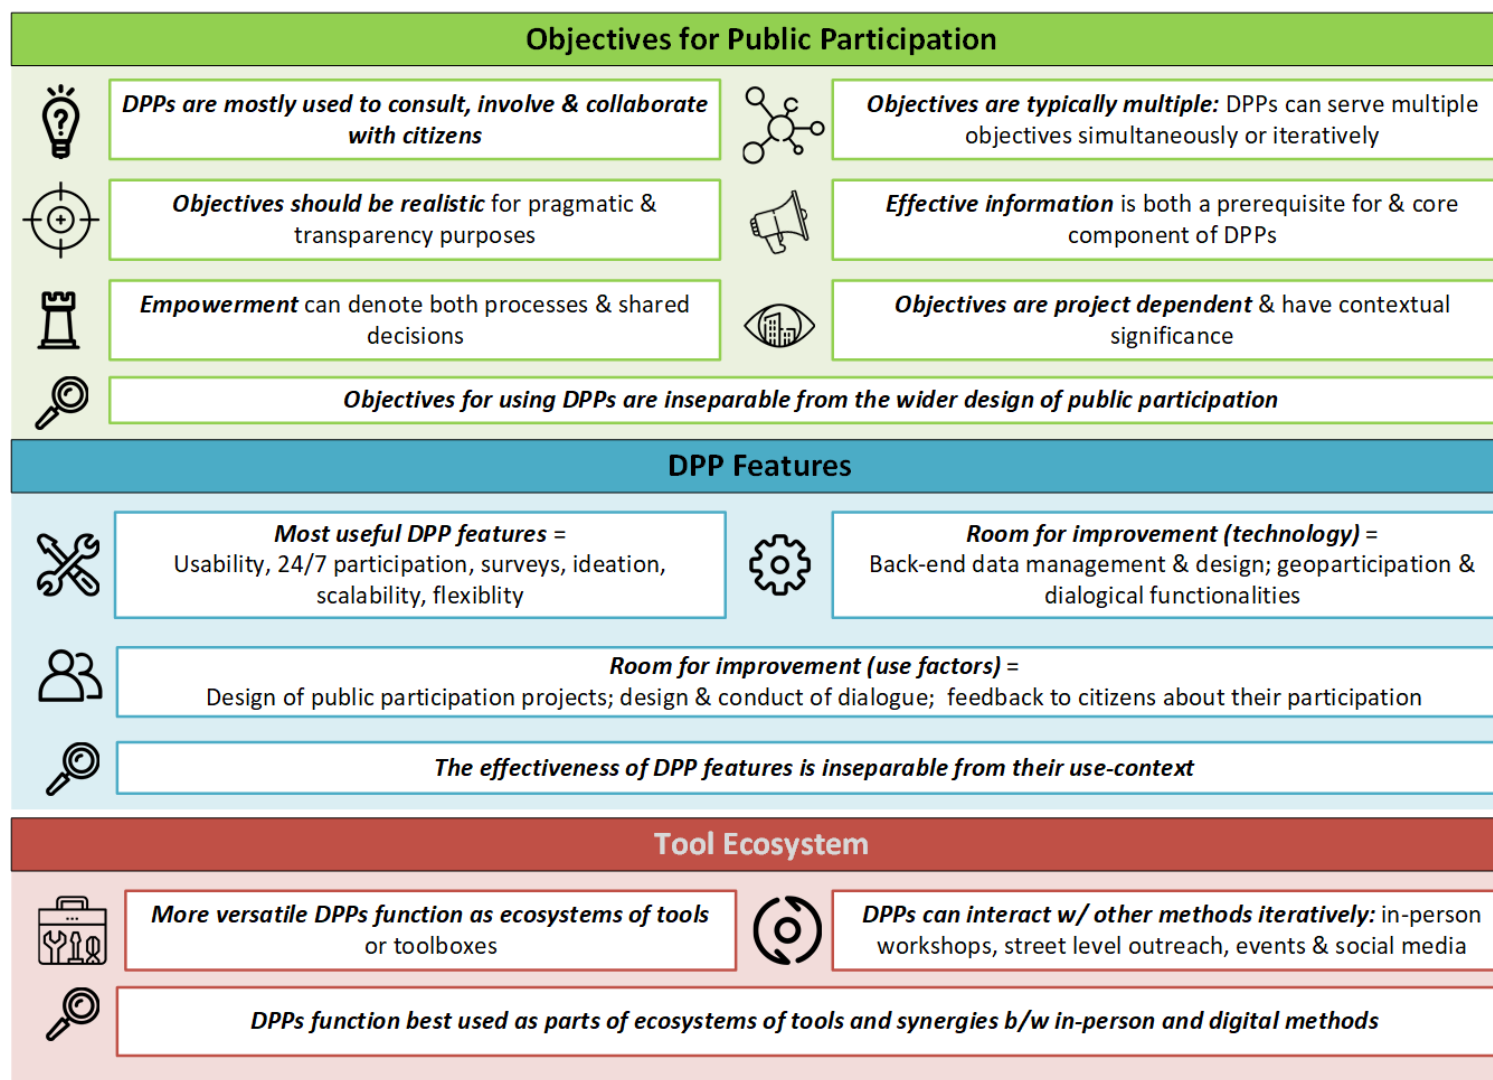 Objectives for Public Participation
DPPs are mostly used to consult, involve & collaborate
with citizens
Objectives are typically multiple: DPPs can serve multiple
objectives simultaneously or iteratively
Objectives should be realistic for pragmatic &
transparency purposes
Effective information is both a prerequisite for & core
component of DPPs
Empowerment can denote both processes & shared
decisions
Objectives are project dependent & have contextual
significance
Objectives for using DPPs are inseparable from the wider design of public participation
DPP Features
Most useful DPP features =
Usability, 24/7 participation, surveys, ideation,
scalability, flexiblity
Room for improvement (technology) =
Back-end data management & design; geoparticipation &
dialogical functionalities
Room for improvement (use factors) =
Design of public participation projects; design & conduct of dialogue; feedback to citizens about their participation
The effectiveness of DPP features is inseparable from their use-context
Tool Ecosystem
More versatile DPPs function as ecosystems of tools
or toolboxes
DPPs can interact w/ other methods iteratively: in-person
workshops, street level outreach, events & social media
DPPs function best used as parts of ecosystems of tools and synergies b/w in-person and digital methods